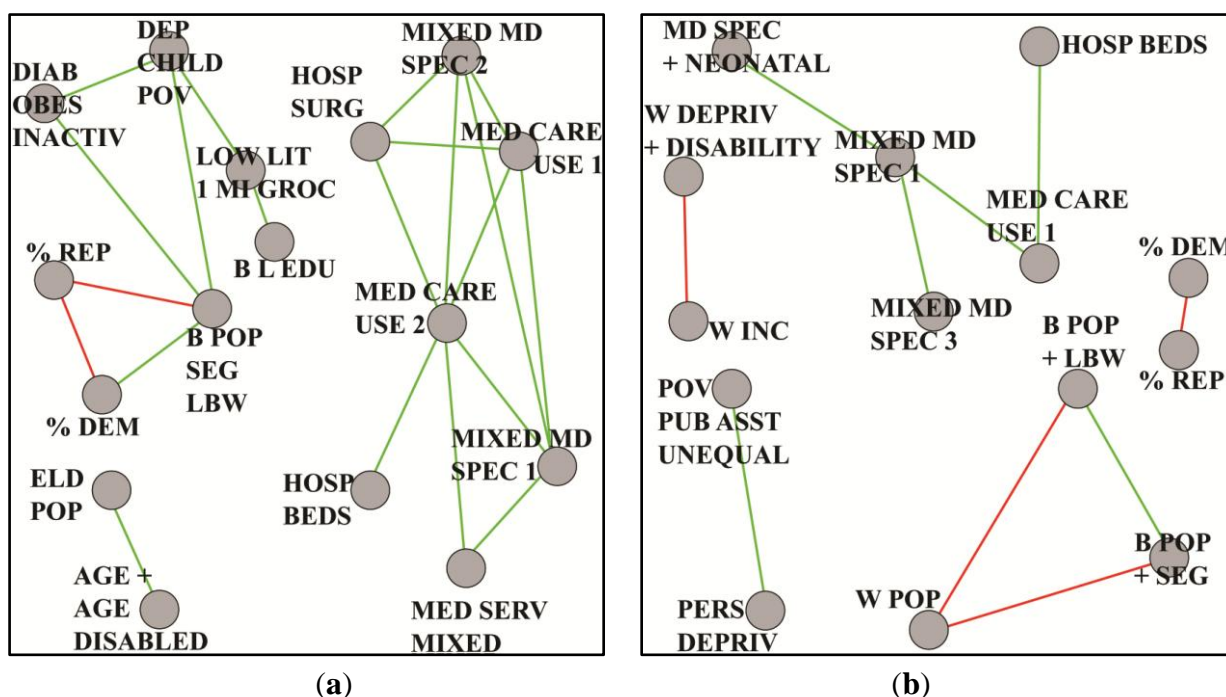 DEP
CHILD
POV
DIAB
OBES
INACTIV
MIXED MD
SPEC 2
HOSP
SURG
MED CARE
USE 1
LOW LIT
1 MI GROC
B L EDU
% REP
B POP
SEG
LBW
% DEM
MED CARE
USE 2
MIXED MD
SPEC 1
HOSP
BEDS
MED SERV
MIXED
ELD
POP
AGE +
AGE
DISABLED
(a)
MD SPEC
+ NEONATAL
HOSP BEDS
W DEPRIV
+ DISABILITY
MIXED MD
SPEC 1
MED CARE
USE 1
% DEM
% REP
W INC
MIXED MD
SPEC 3
B POP
+ LBW
POV
PUB ASST
UNEQUAL
B POP
+ SEG
W POP
PERS
DEPRIV
(b)